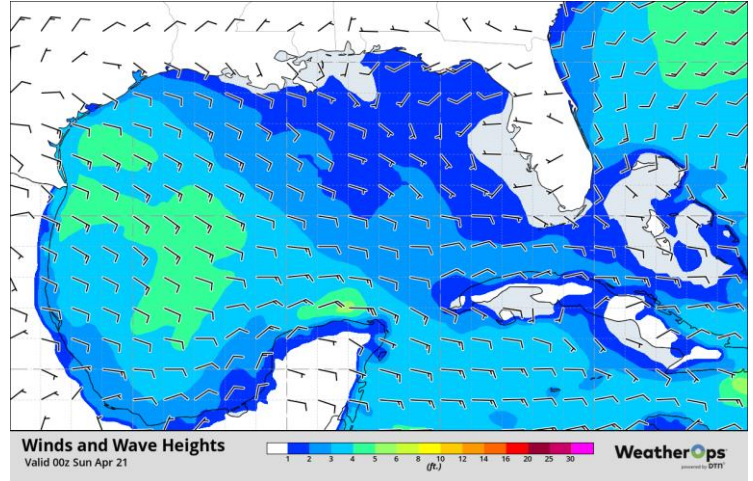 Winds and Wave Heights
Valid 00z Sun Apr 21
1 2 3 4 5 6 7 8 10 12 14 16 20 25 30
(ft.)
WeatherOps
powered by DTN